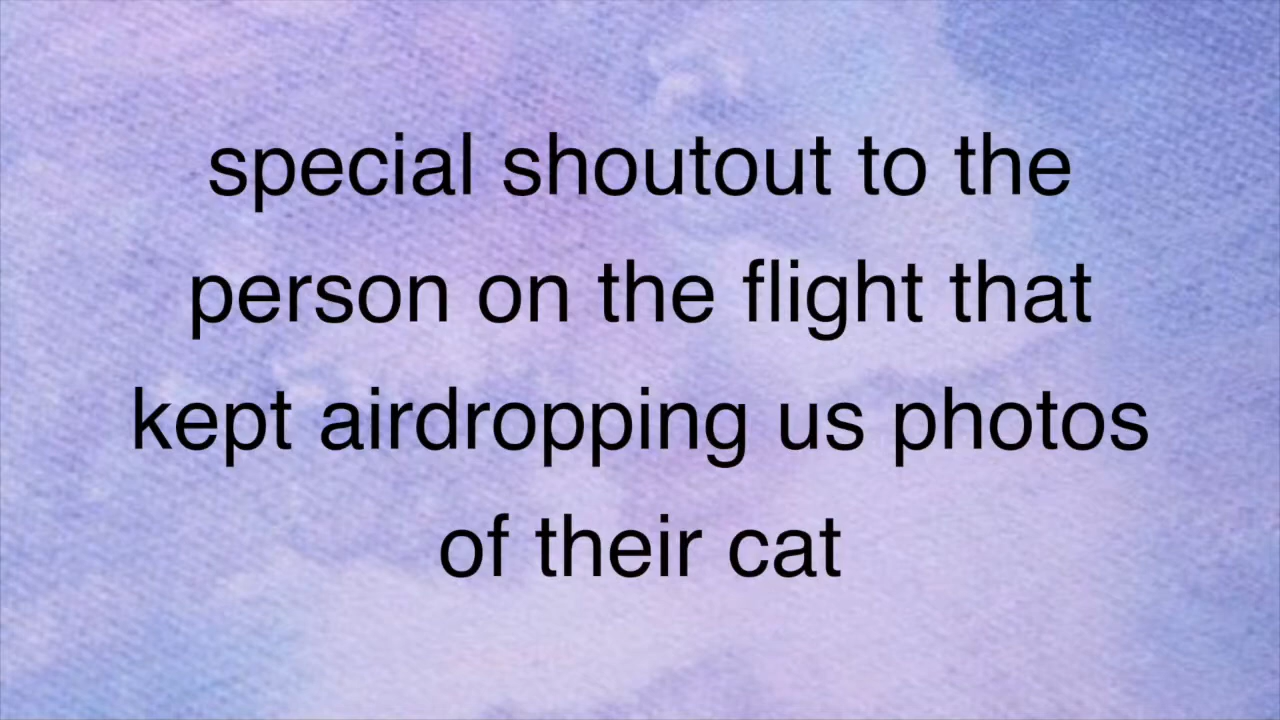 special shoutout to the
person on the flight that
kept airdropping us photos
of their cat